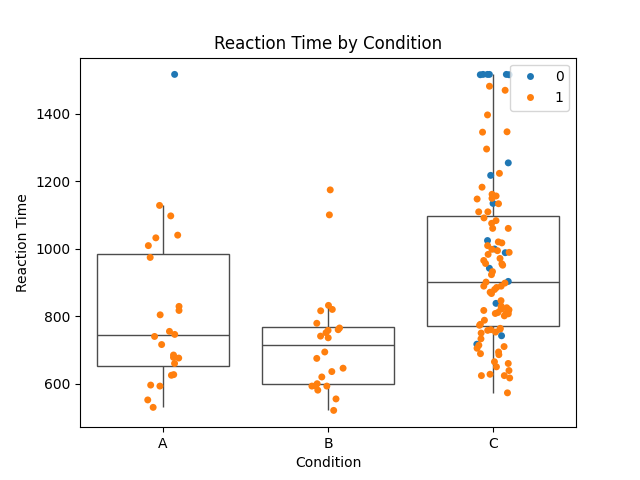 Reaction Time by Condition
0
1
1400
1200
1000
800
600
Reaction Time
A
B
C
Condition